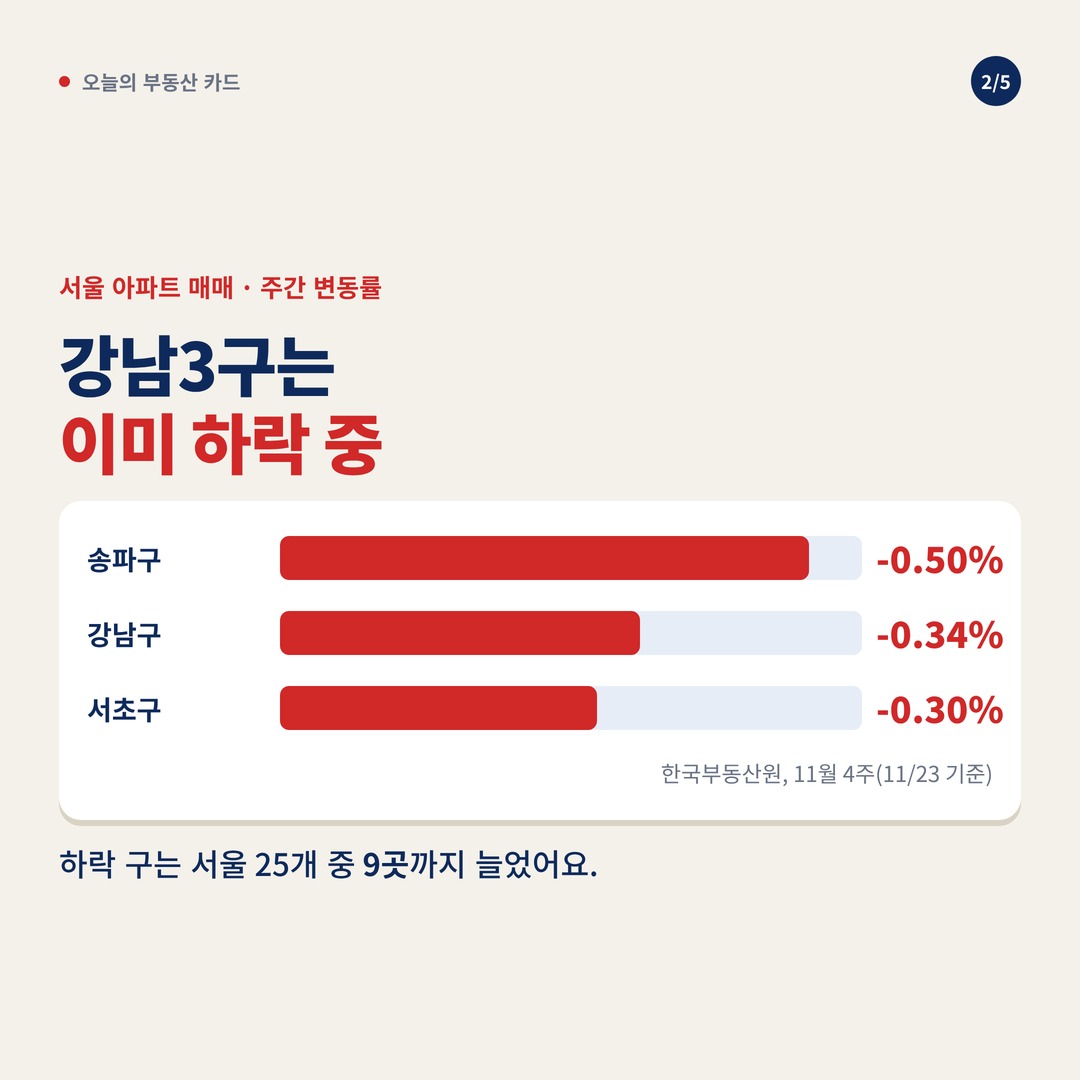 오늘의 부동산 카드
2/5
서울 아파트 매매 · 주간 변동률
강남3구는
이미 하락 중
송파구 -0.50%
강남구 -0.34%
서초구 -0.30%
한국부동산원, 11월 4주(11/23 기준)
하락 구는 서울 25개 중 9곳까지 늘었어요.